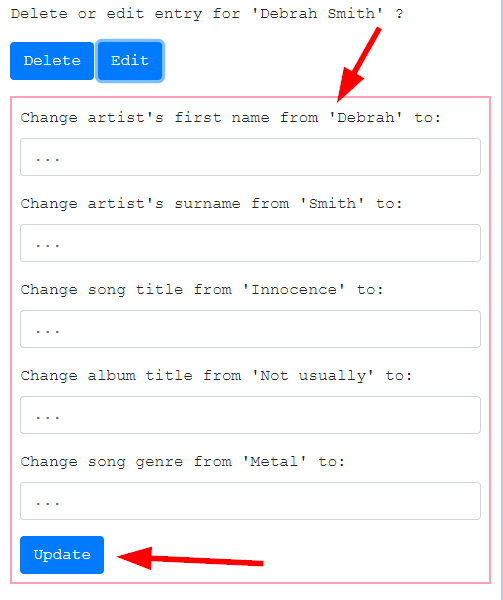 Delete or edit entry for 'Debrah Smith' ?
Delete Edit
Change artist's first name from 'Debrah' to:
...
Change artist's surname from 'Smith' to:
...
Change song title from 'Innocence' to:
...
Change album title from 'Not usually' to:
...
Change song genre from 'Metal' to:
...
Update